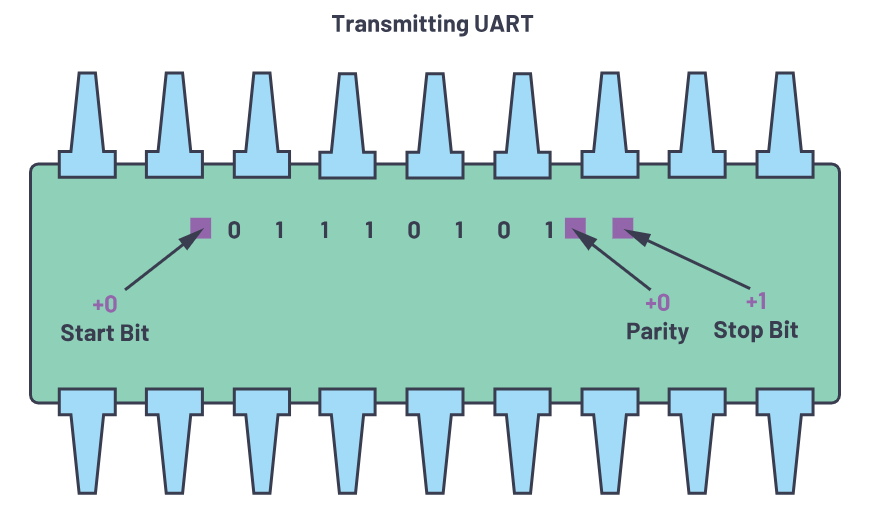 Transmitting UART
0 1 1 1 0 1 0 1
+0
Start Bit
+0
Parity
+1
Stop Bit